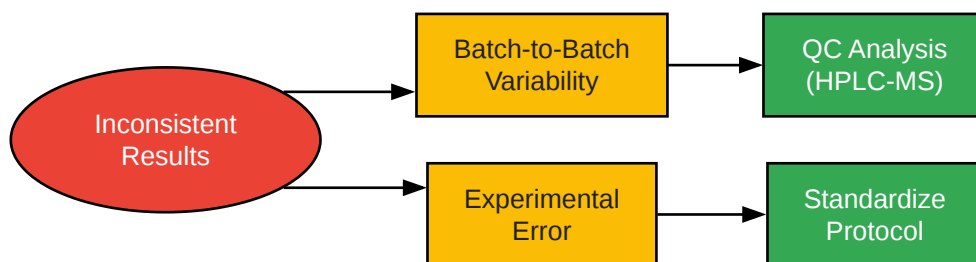 Inconsistent
Results
Batch-to-Batch
Variability
QC Analysis
(HPLC-MS)
Experimental
Error
Standardize
Protocol